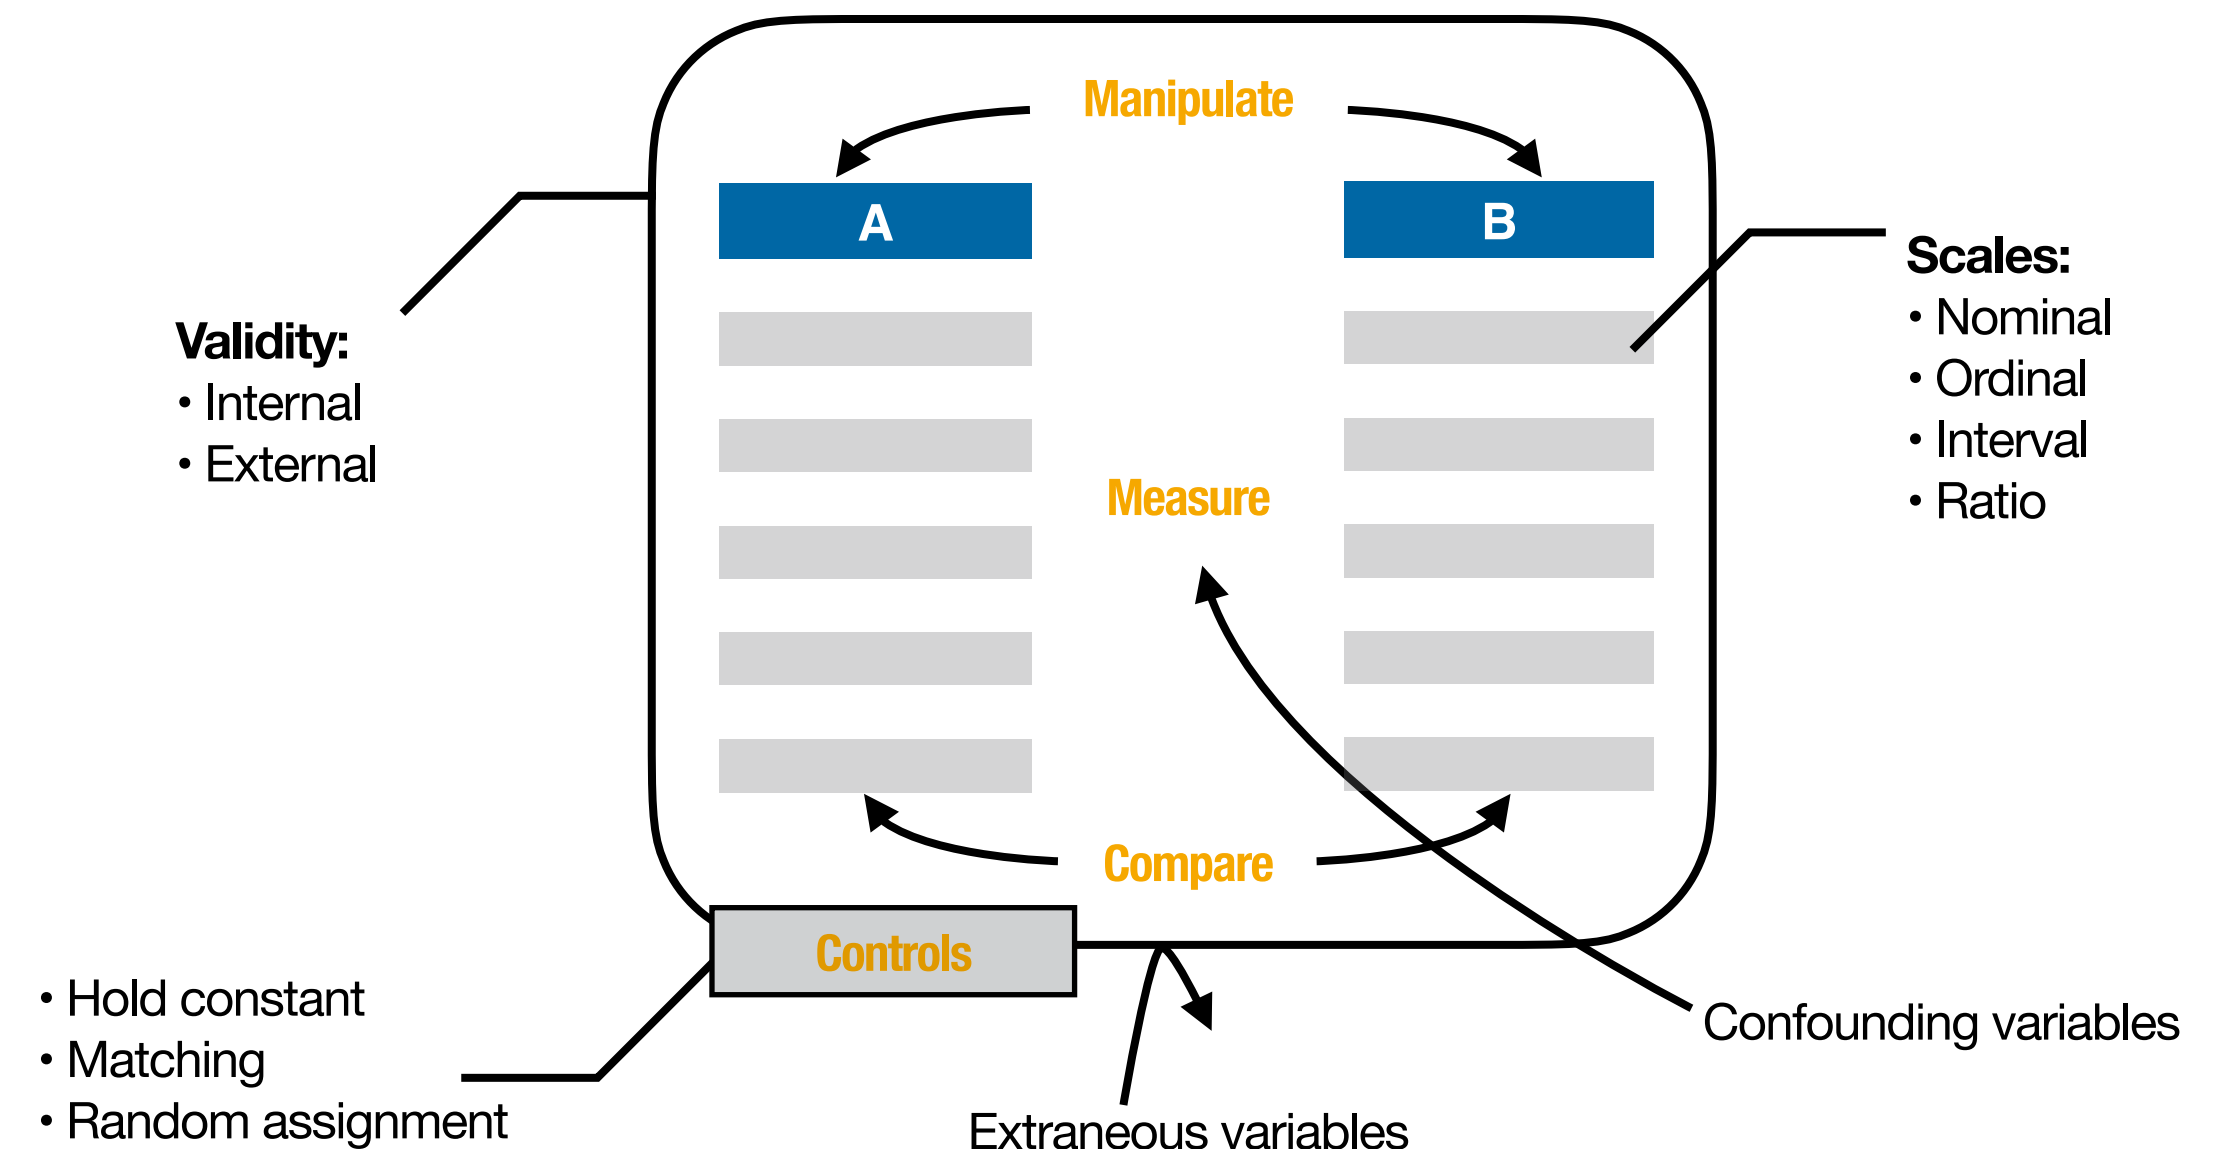 Manipulate
A
B
Validity:
• Internal
• External
Scales:
• Nominal
• Ordinal
• Interval
• Ratio
Measure
Compare
Controls
• Hold constant
• Matching
• Random assignment
Confounding variables
Extraneous variables